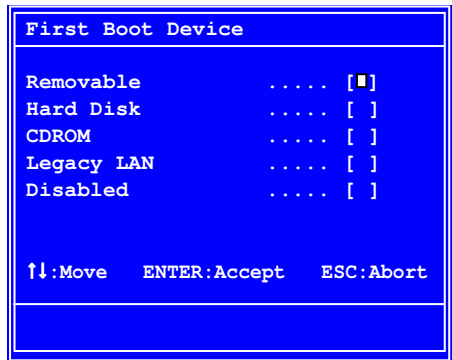 First Boot Device
Removable ..... [▪]
Hard Disk ..... [ ]
CDROM ..... [ ]
Legacy LAN ..... [ ]
Disabled ..... [ ]
↑↓:Move ENTER:Accept ESC:Abort